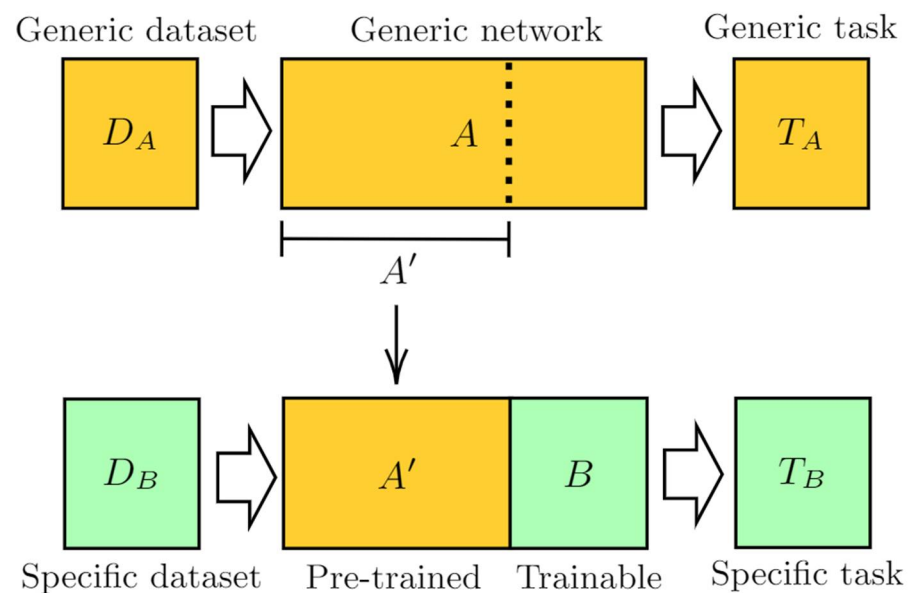 Generic dataset Generic network Generic task
D_A A T_A
A′
D_B A′ B T_B
Specific dataset Pre-trained Trainable Specific task